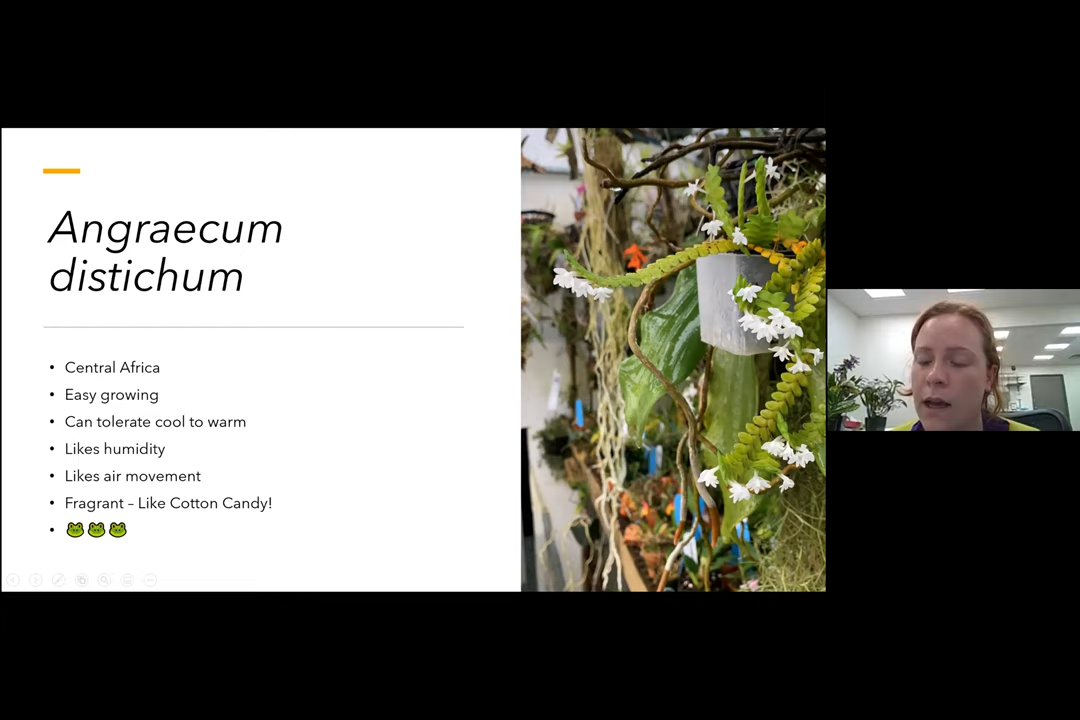 Angraecum
distichum
• Central Africa
• Easy growing
• Can tolerate cool to warm
• Likes humidity
• Likes air movement
• Fragrant – Like Cotton Candy!
• 🐸🐸🐸